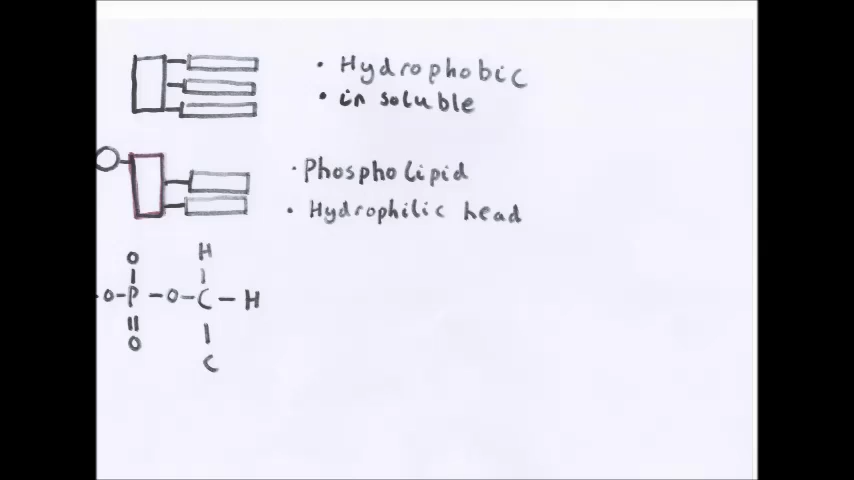 • Hydrophobic
• in soluble
• Phospholipid
• Hydrophilic head
O H
-O-P-O-C-H
O
C